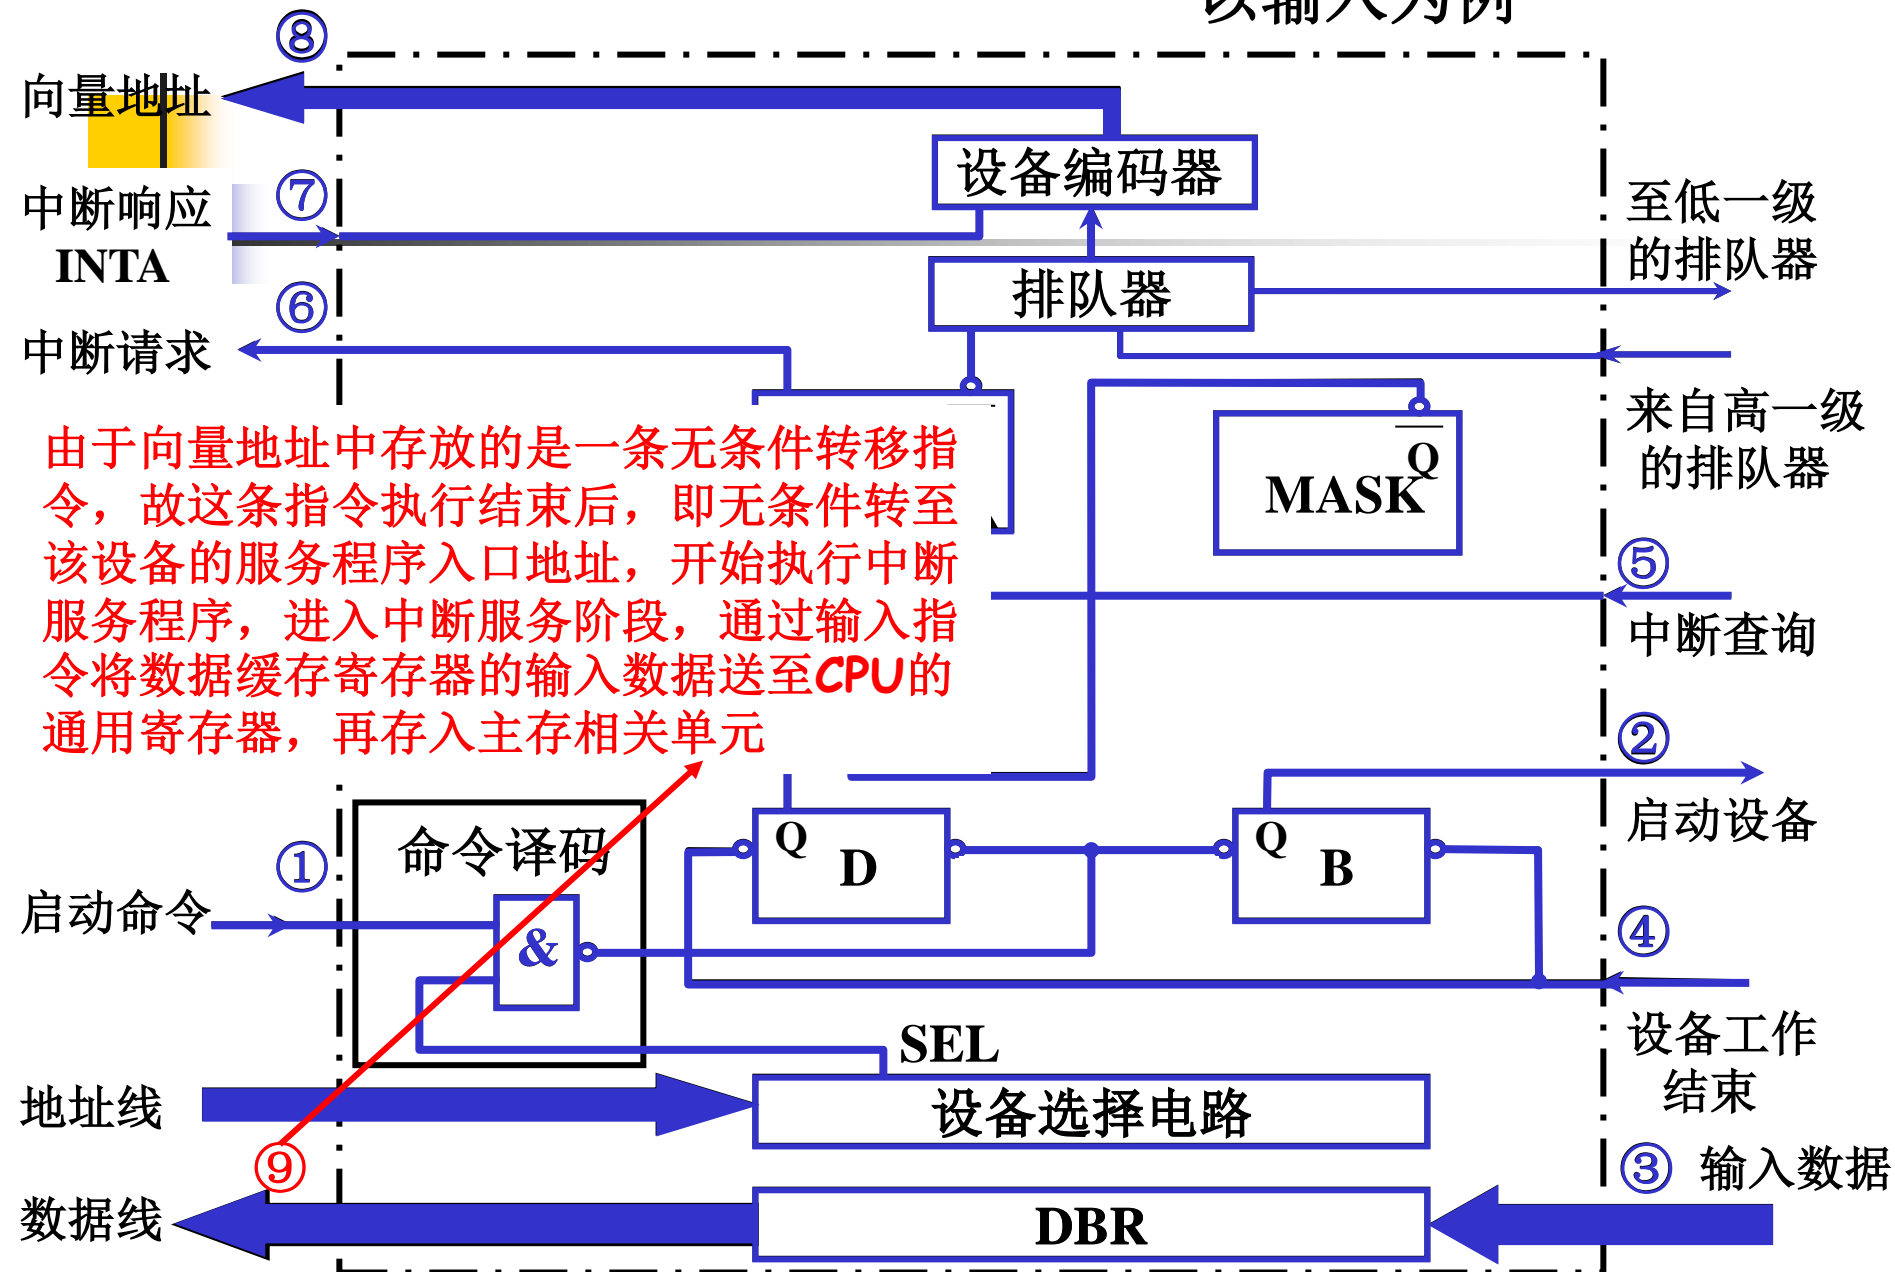 以输入为例
⑧
向量地址
设备编码器
⑦
中断响应
INTA
至低一级
的排队器
排队器
⑥
中断请求
来自高一级
的排队器
Q
MASK
由于向量地址中存放的是一条无条件转移指
令，故这条指令执行结束后，即无条件转至
该设备的服务程序入口地址，开始执行中断
服务程序，进入中断服务阶段，通过输入指
令将数据缓存寄存器的输入数据送至CPU的
通用寄存器，再存入主存相关单元
⑤
中断查询
②
启动设备
命令译码
①
启动命令
&
Q
D
Q
B
④
设备工作
结束
SEL
地址线
设备选择电路
⑨
③ 输入数据
数据线
DBR